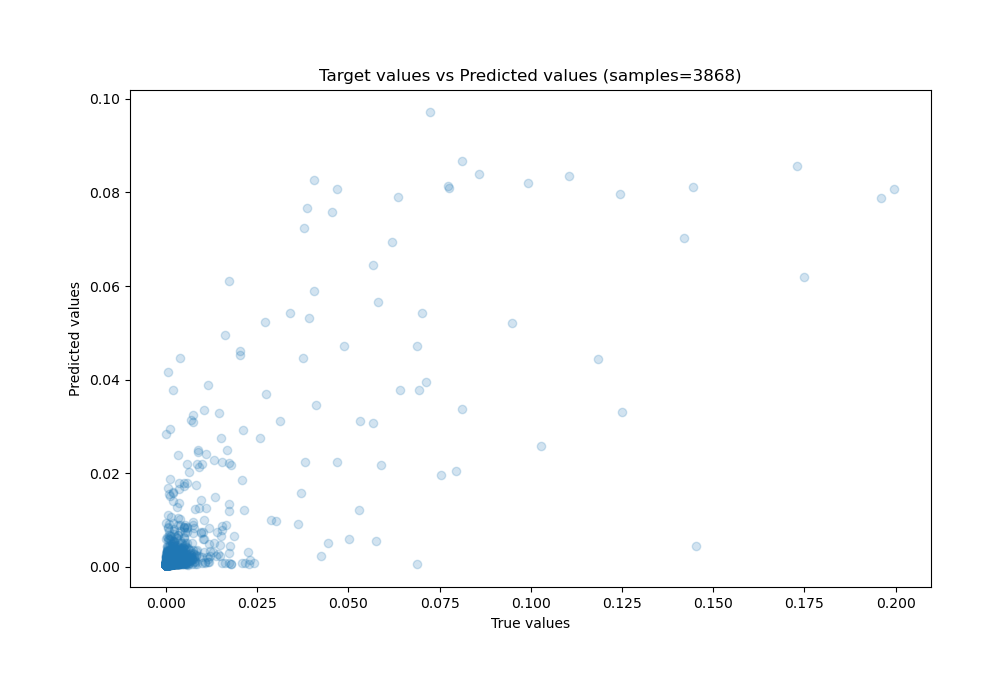 Target values vs Predicted values (samples=3868)
0.10
0.08
0.06
0.04
0.02
0.00
Predicted values
0.000 0.025 0.050 0.075 0.100 0.125 0.150 0.175 0.200
True values